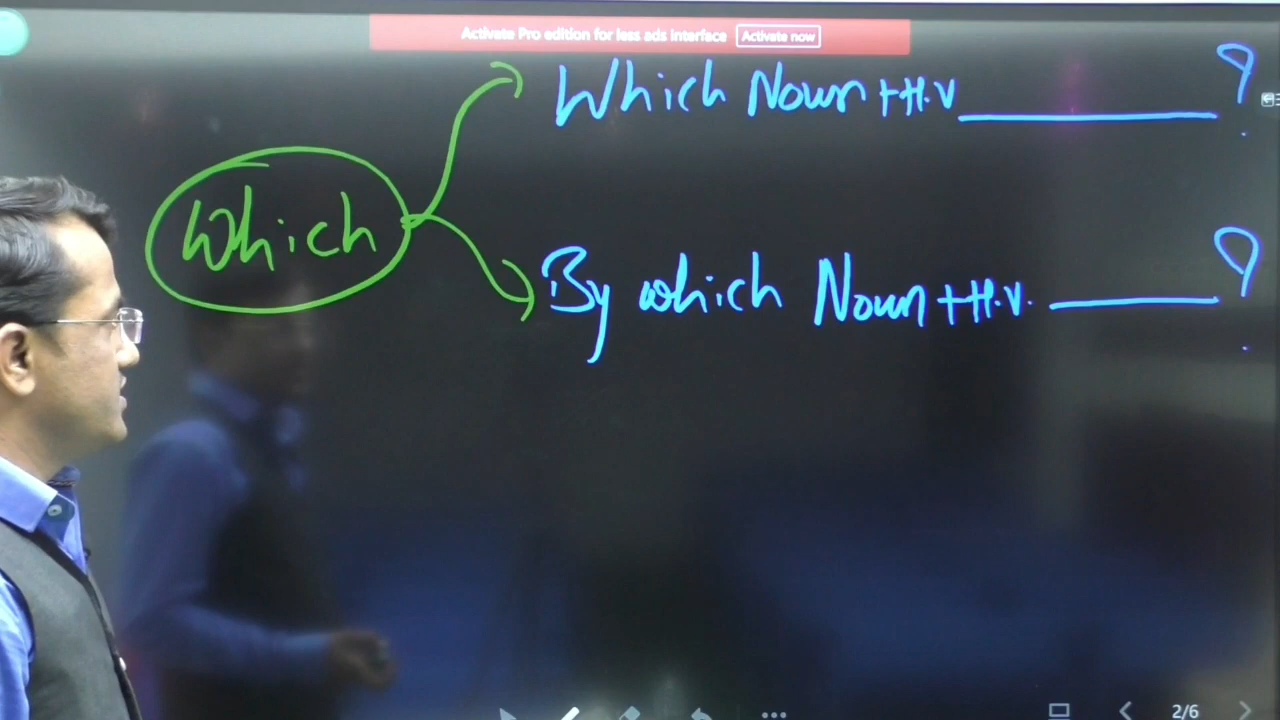 Activate Pro edition for less ads interface Activate now
Which Noun + H.V ________ ?
Which
By which Noun + H.V. ________ ?
2/6